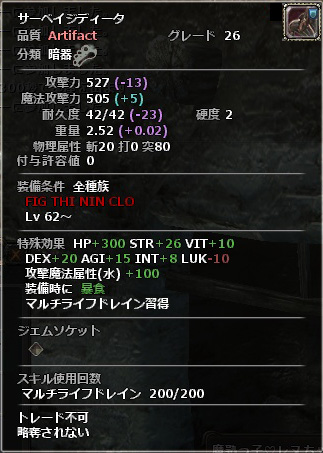 サーベイシディータ
品質 Artifact グレード 26
分類 暗器
攻撃力 527 (-13)
魔法攻撃力 505 (+5)
耐久度 42/42 (-23) 硬度 2
重量 2.52 (+0.02)
物理属性 斬20 打0 突80
付与許容値 0
装備条件 全種族
FIG THI NIN CLO
Lv 62～
特殊効果 HP+300 STR+26 VIT+10
DEX+20 AGI+15 INT+8 LUK-10
攻撃魔法属性(水) +100
装備時に 暴食
マルチライフドレイン習得
ジェムソケット
スキル使用回数
マルチライフドレイン 200/200
トレード不可
略奪されない